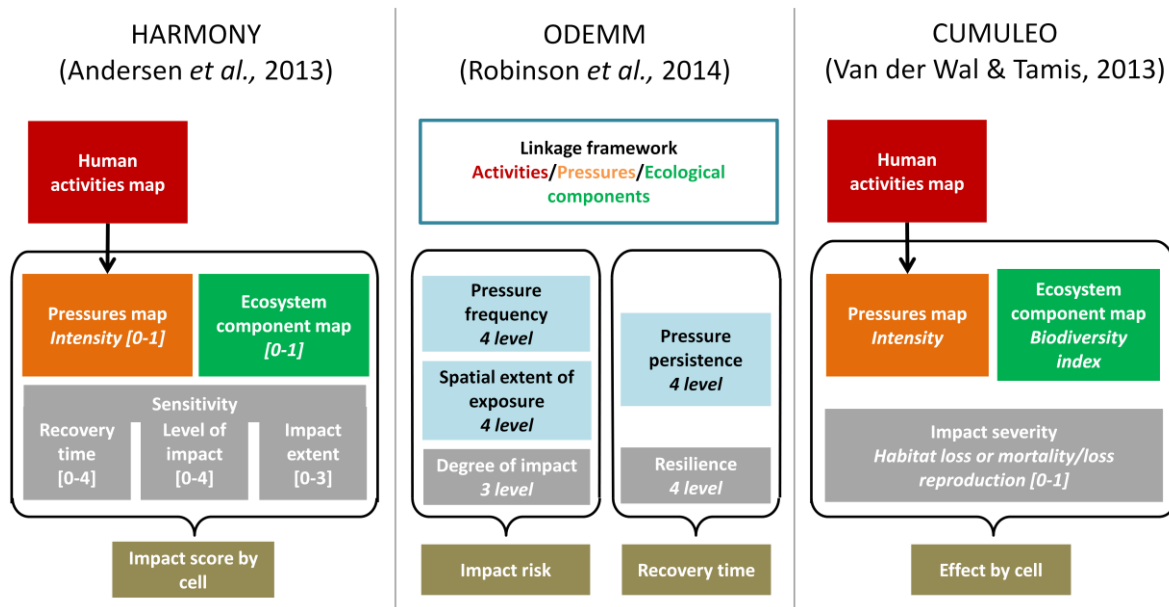 HARMONY
(Andersen et al., 2013)
Human
activities map
Pressures map
Intensity [0-1]
Ecosystem
component map
[0-1]
Sensitivity
Recovery
time
[0-4]
Level of
impact
[0-4]
Impact
extent
[0-3]
Impact score by
cell
ODEMM
(Robinson et al., 2014)
Linkage framework
Activities/Pressures/Ecological
components
Pressure
frequency
4 level
Spatial extent of
exposure
4 level
Degree of impact
3 level
Impact risk
Pressure
persistence
4 level
Resilience
4 level
Recovery time
CUMULEO
(Van der Wal & Tamis, 2013)
Human
activities map
Pressures map
Intensity
Ecosystem
component map
Biodiversity
index
Impact severity
Habitat loss or mortality/loss
reproduction [0-1]
Effect by cell